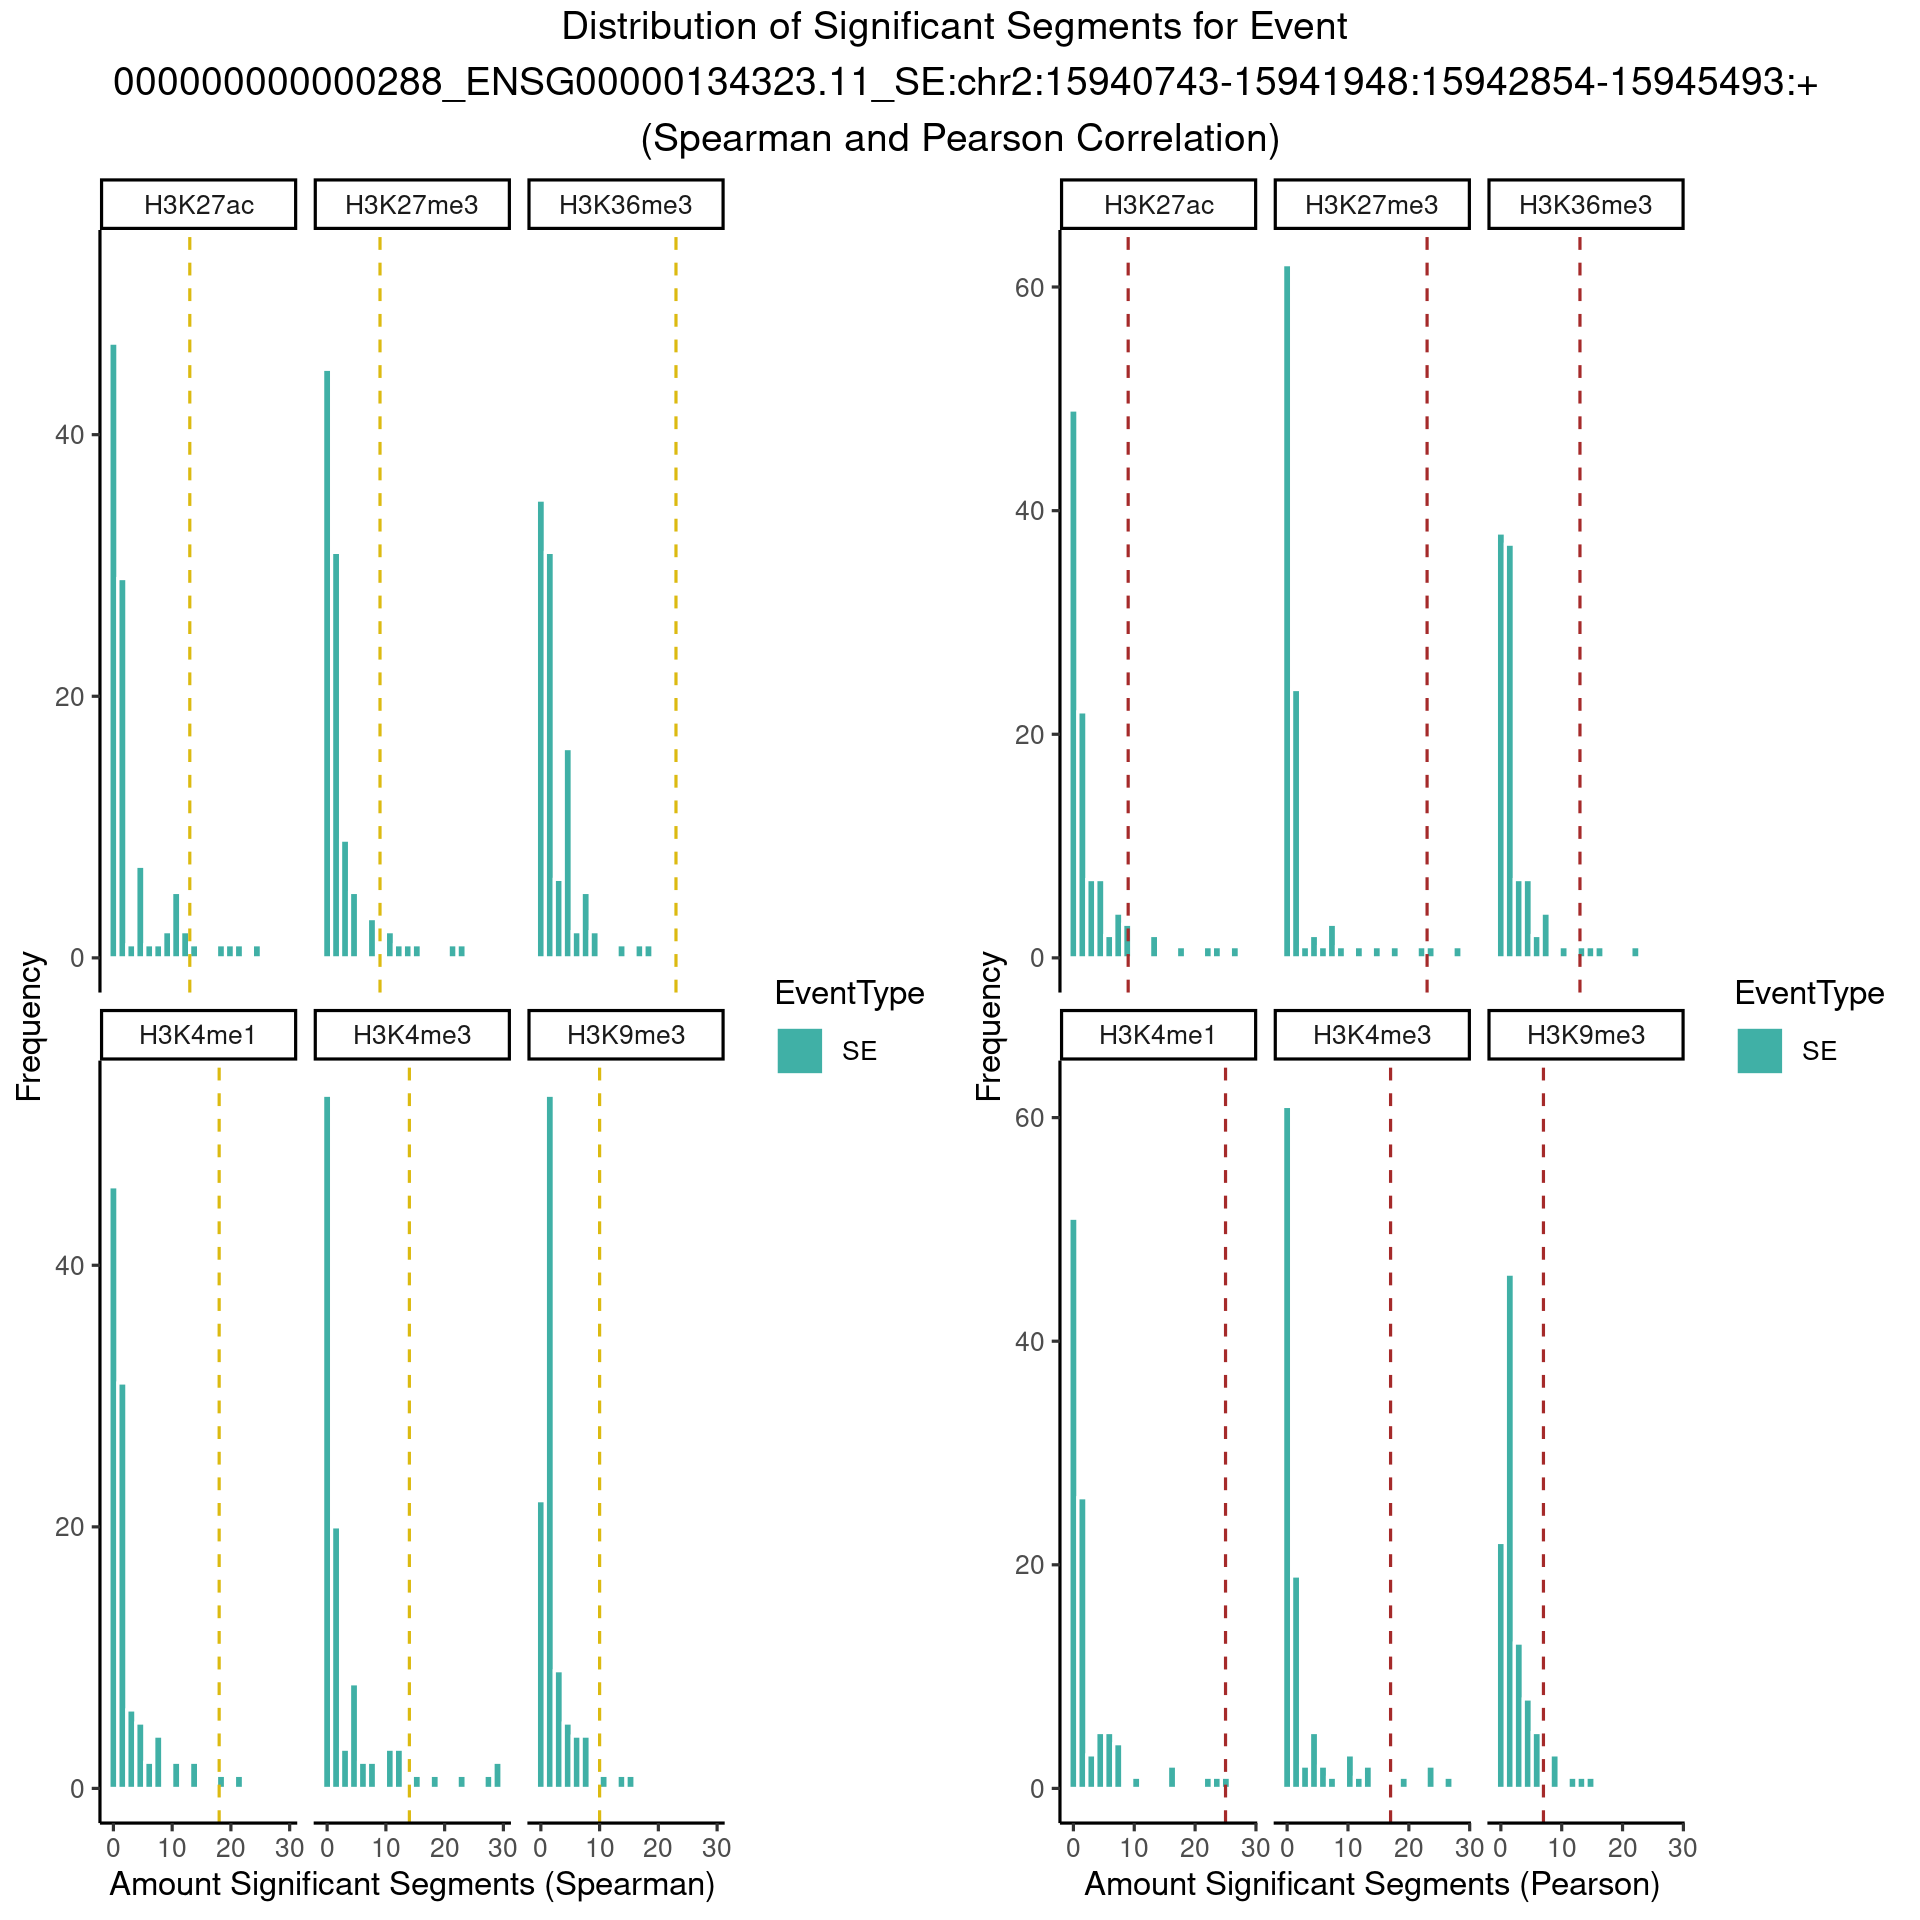 Distribution of Significant Segments for Event
000000000000288_ENSG00000134323.11_SE:chr2:15940743-15941948:15942854-15945493:+
(Spearman and Pearson Correlation)
H3K27ac H3K27me3 H3K36me3
40
20
0
H3K4me1 H3K4me3 H3K9me3
40
20
0
0 10 20 30 0 10 20 30 0 10 20 30
Frequency
Amount Significant Segments (Spearman)
EventType
SE
H3K27ac H3K27me3 H3K36me3
60
40
20
0
H3K4me1 H3K4me3 H3K9me3
60
40
20
0
0 10 20 30 0 10 20 30 0 10 20 30
Frequency
Amount Significant Segments (Pearson)
EventType
SE